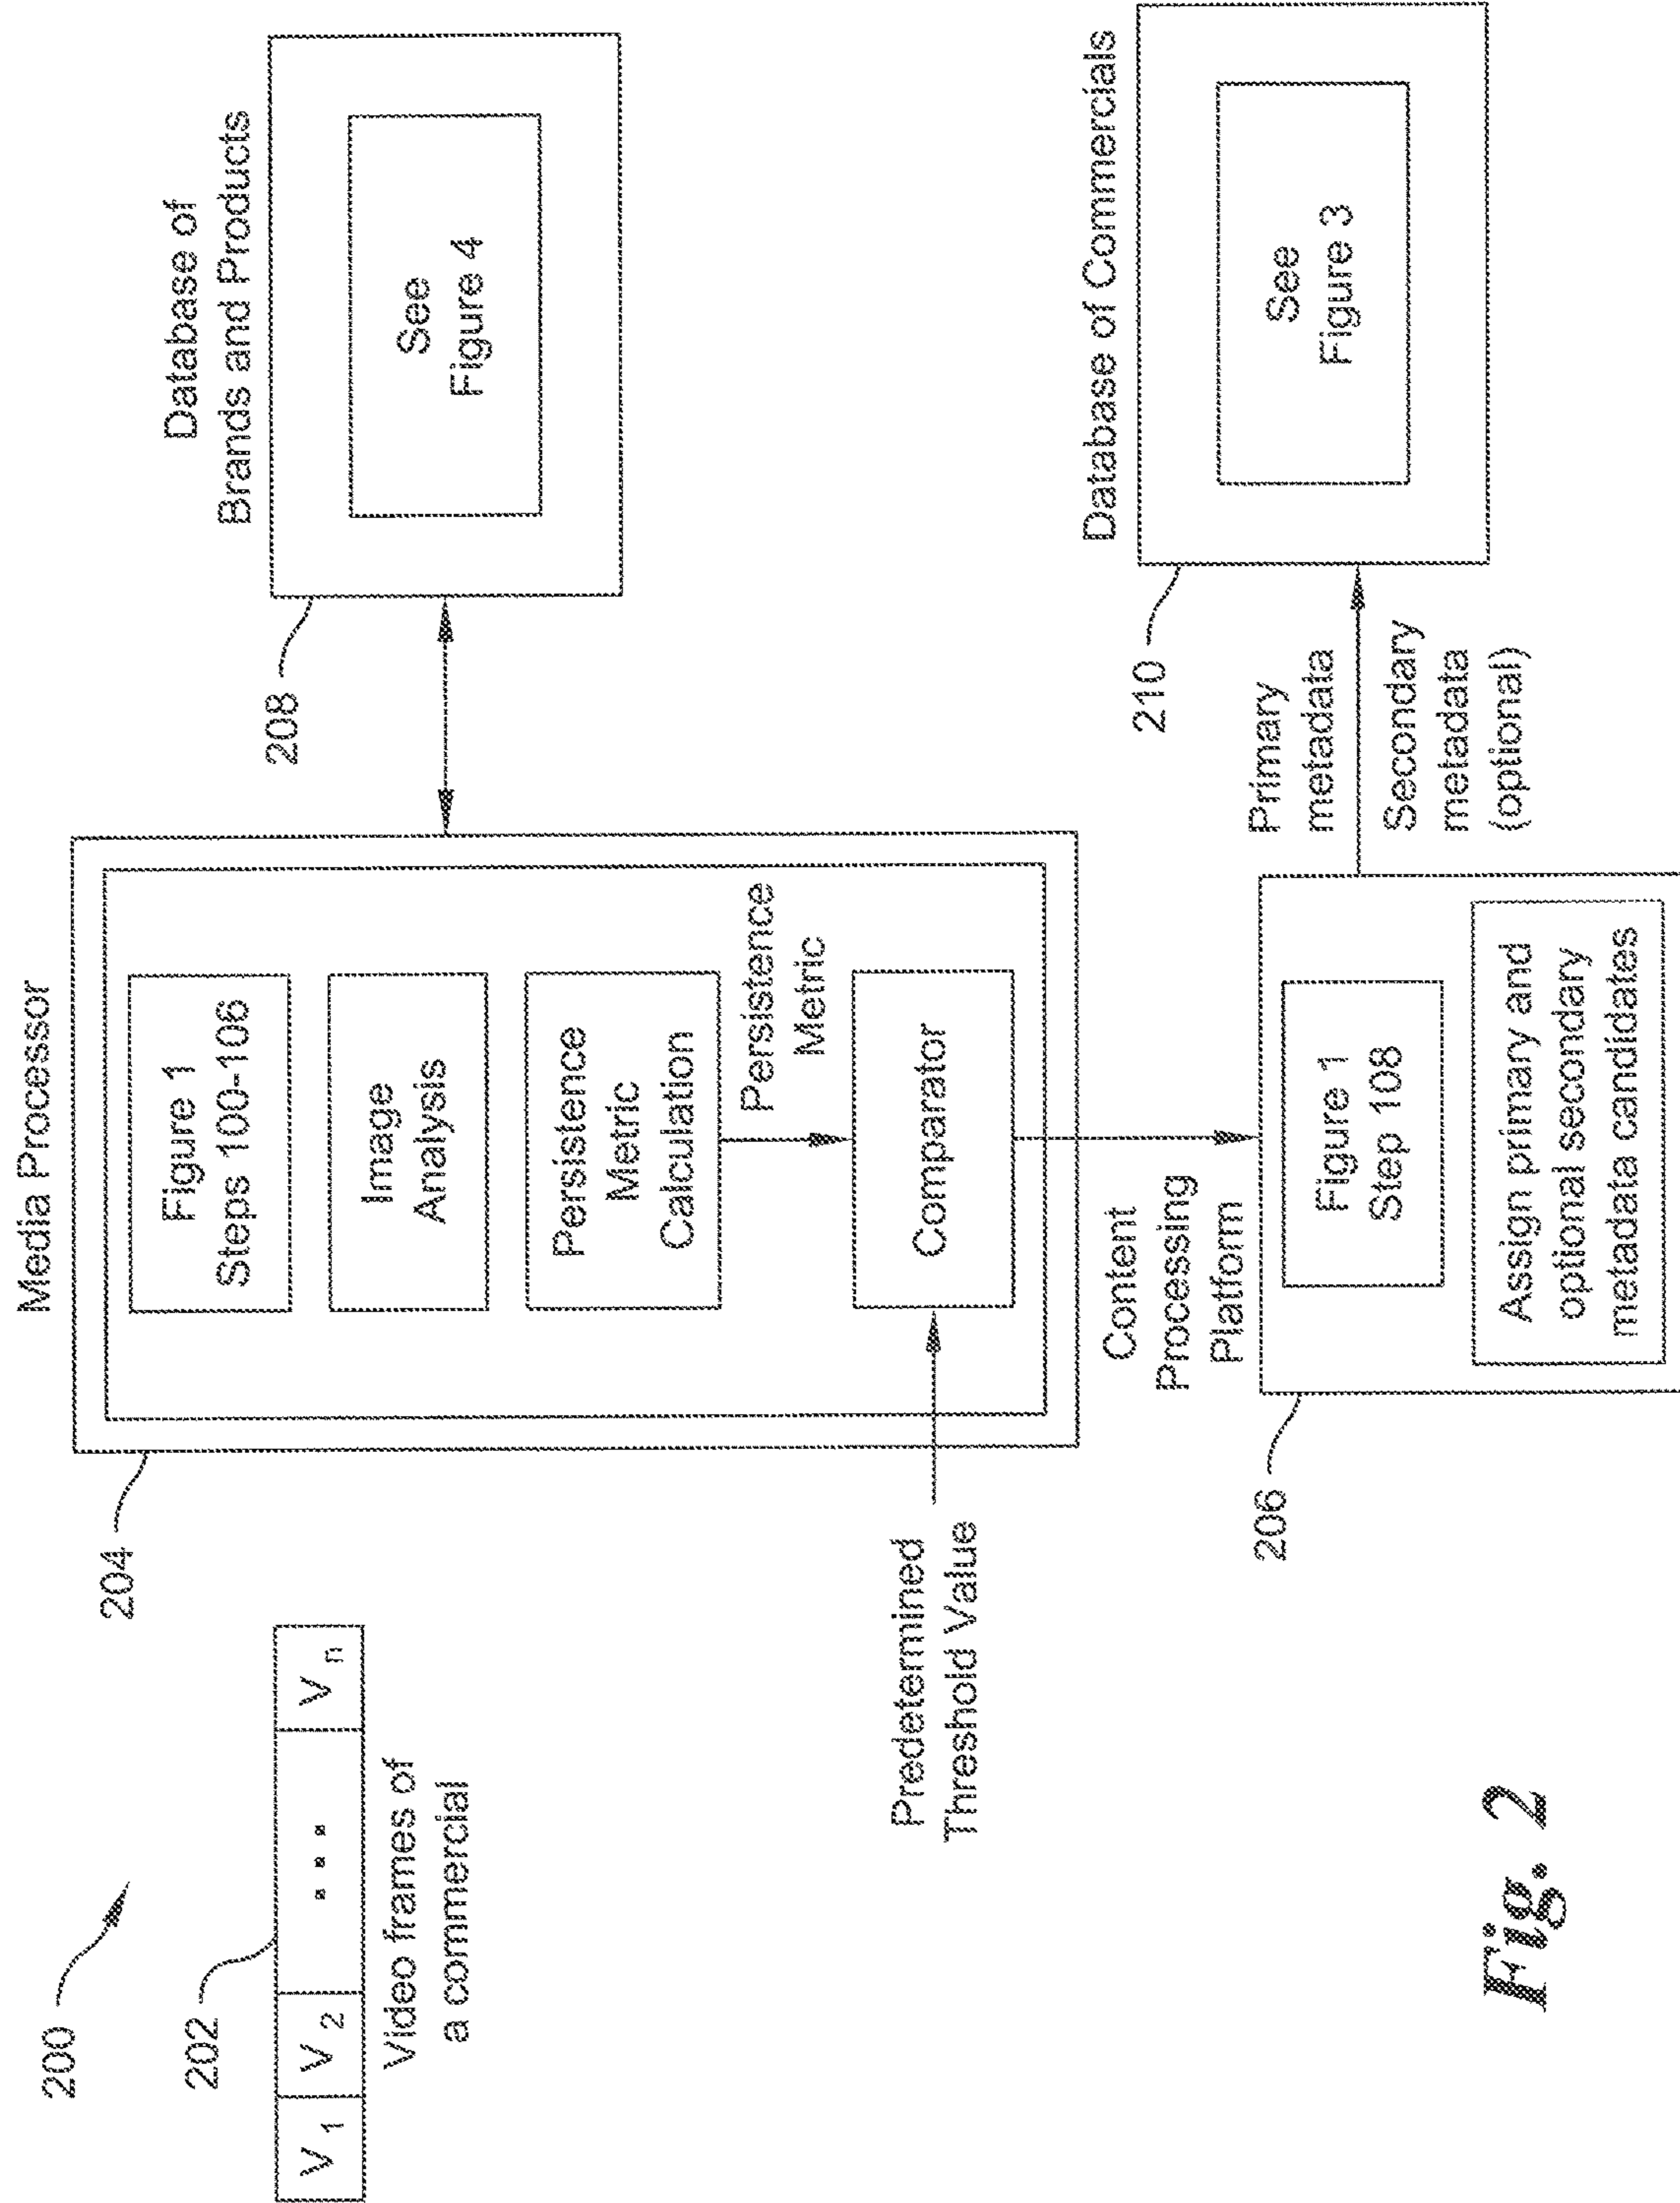 200
202
V 1
V 2
...
V n
Video frames of
a commercial
Media Processor
204
Figure 1
Steps 100-106
Image
Analysis
Persistence
Metric
Calculation
Persistence
Metric
Comparator
Predetermined
Threshold Value
Database of
Brands and Products
208
See
Figure 4
Content
Processing
Platform
206
Figure 1
Step 108
Assign primary and
optional secondary
metadata candidates
Primary
metadata
Secondary
metadata
(optional)
Database of Commercials
210
See
Figure 3
Fig. 2